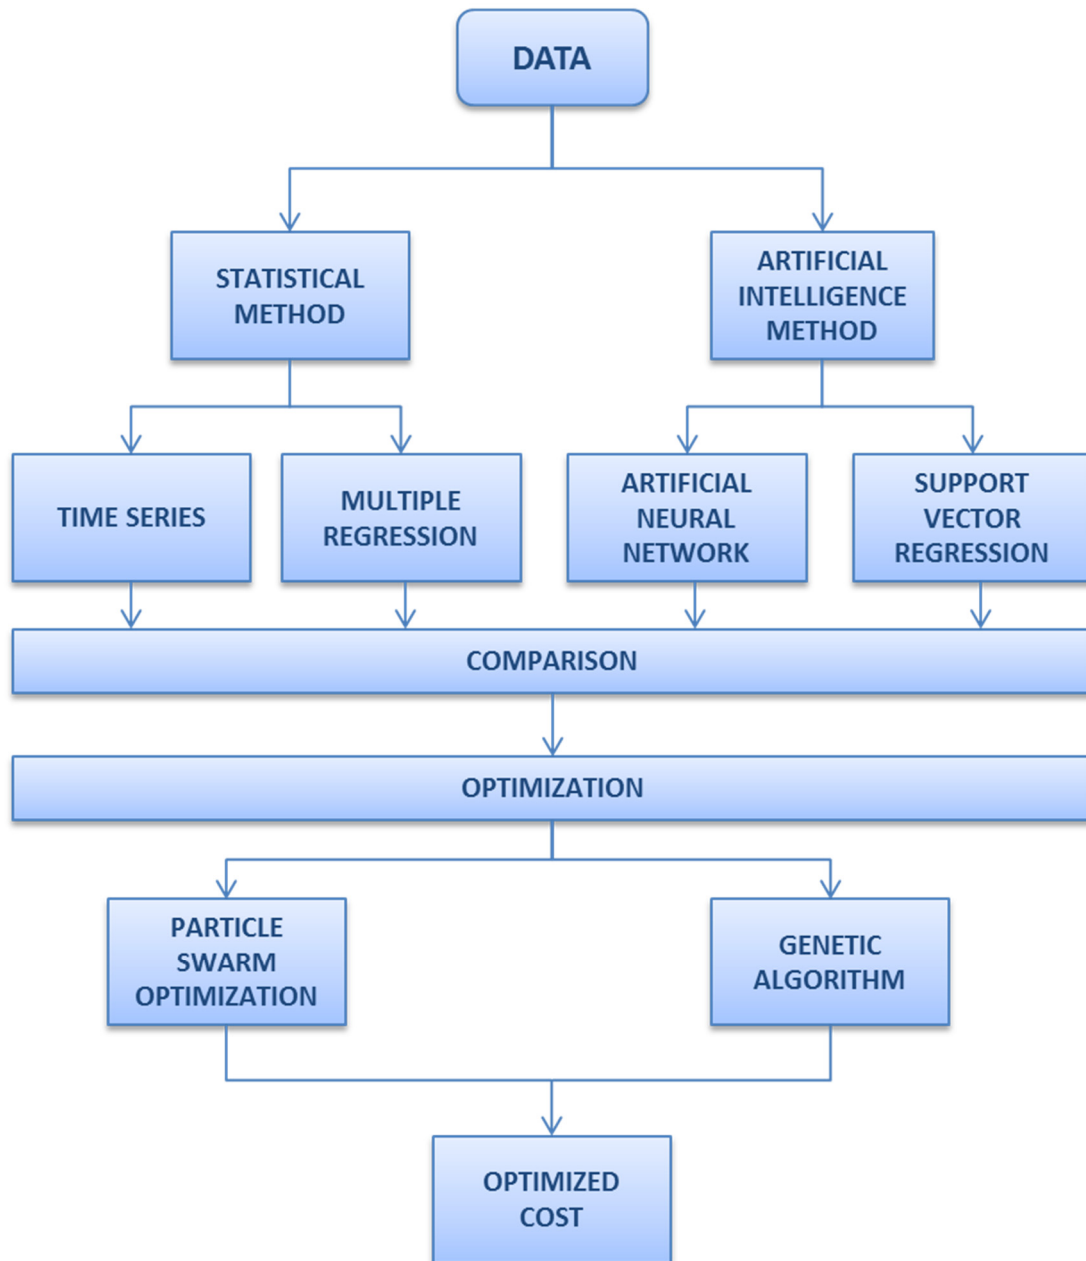 DATA
STATISTICAL
METHOD
ARTIFICIAL
INTELLIGENCE
METHOD
TIME SERIES
MULTIPLE
REGRESSION
ARTIFICIAL
NEURAL
NETWORK
SUPPORT
VECTOR
REGRESSION
COMPARISON
OPTIMIZATION
PARTICLE
SWARM
OPTIMIZATION
GENETIC
ALGORITHM
OPTIMIZED
COST